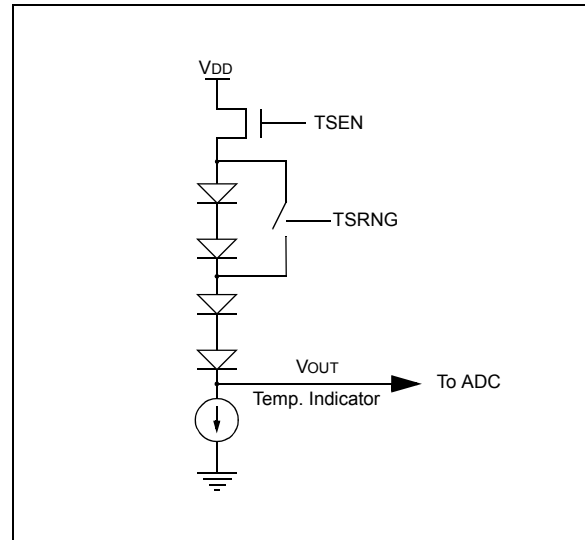 VDD
TSEN
TSRNG
VOUT
To ADC
Temp. Indicator